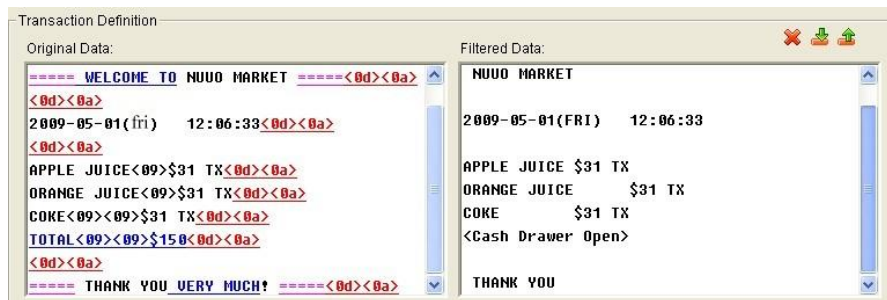 Transaction Definition
Original Data:
===== WELCOME TO NUUO MARKET =====<0d><0a>
<0d><0a>
2009-05-01(fri) 12:06:33<0d><0a>
<0d><0a>
APPLE JUICE<09>$31 TX<0d><0a>
ORANGE JUICE<09>$31 TX<0d><0a>
COKE<09><09>$31 TX<0d><0a>
TOTAL<09><09>$150<0d><0a>
<0d><0a>
===== THANK YOU VERY MUCH! =====<0d><0a>
Filtered Data:
NUUO MARKET
2009-05-01(FRI) 12:06:33
APPLE JUICE $31 TX
ORANGE JUICE $31 TX
COKE $31 TX
<Cash Drawer Open>
THANK YOU